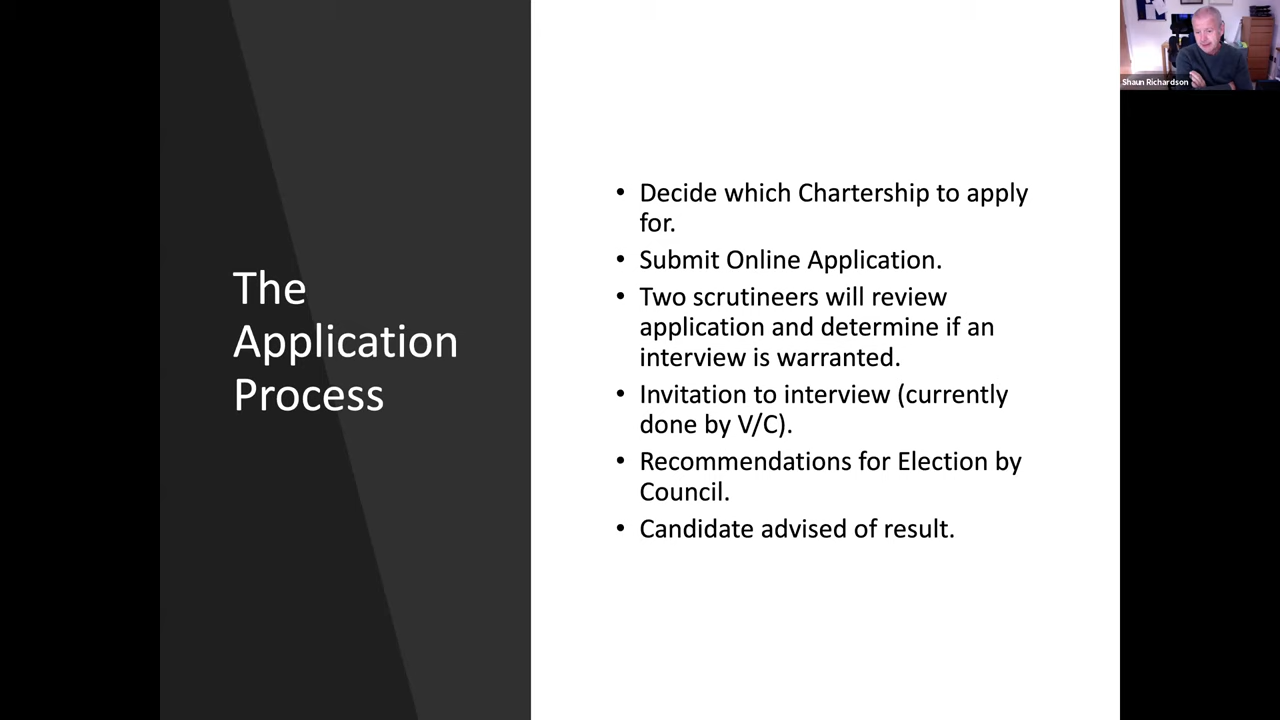 The
Application
Process
• Decide which Chartership to apply
for.
• Submit Online Application.
• Two scrutineers will review
application and determine if an
interview is warranted.
• Invitation to interview (currently
done by V/C).
• Recommendations for Election by
Council.
• Candidate advised of result.
Shaun Richardson